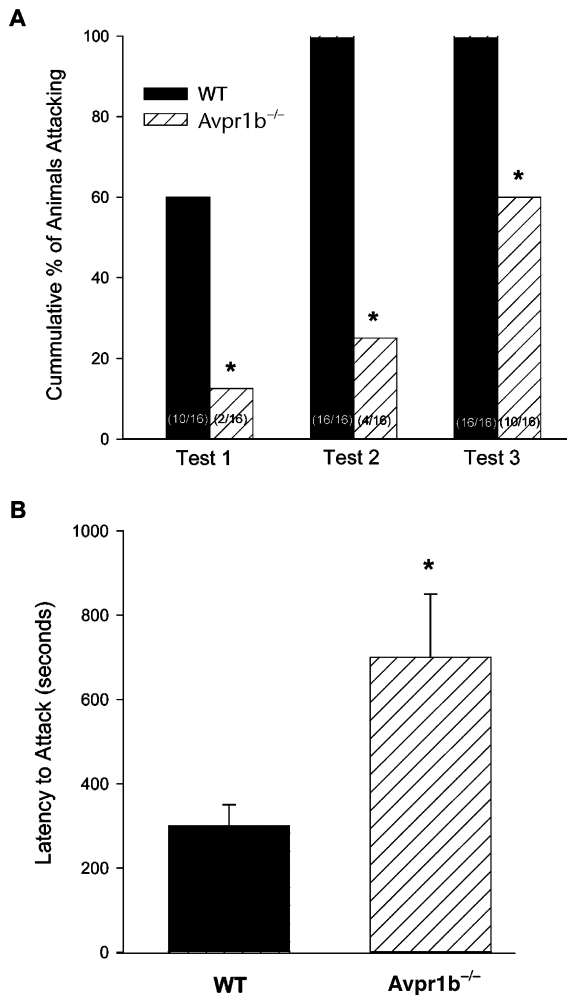 A
100
80
60
40
20
0
Cummulative % of Animals Attacking
WT
Avpr1b−/−
*
*
*
(10/16) (2/16) (16/16) (4/16) (16/16) (10/16)
Test 1 Test 2 Test 3
B
1000
800
600
400
200
0
Latency to Attack (seconds)
*
WT Avpr1b−/−